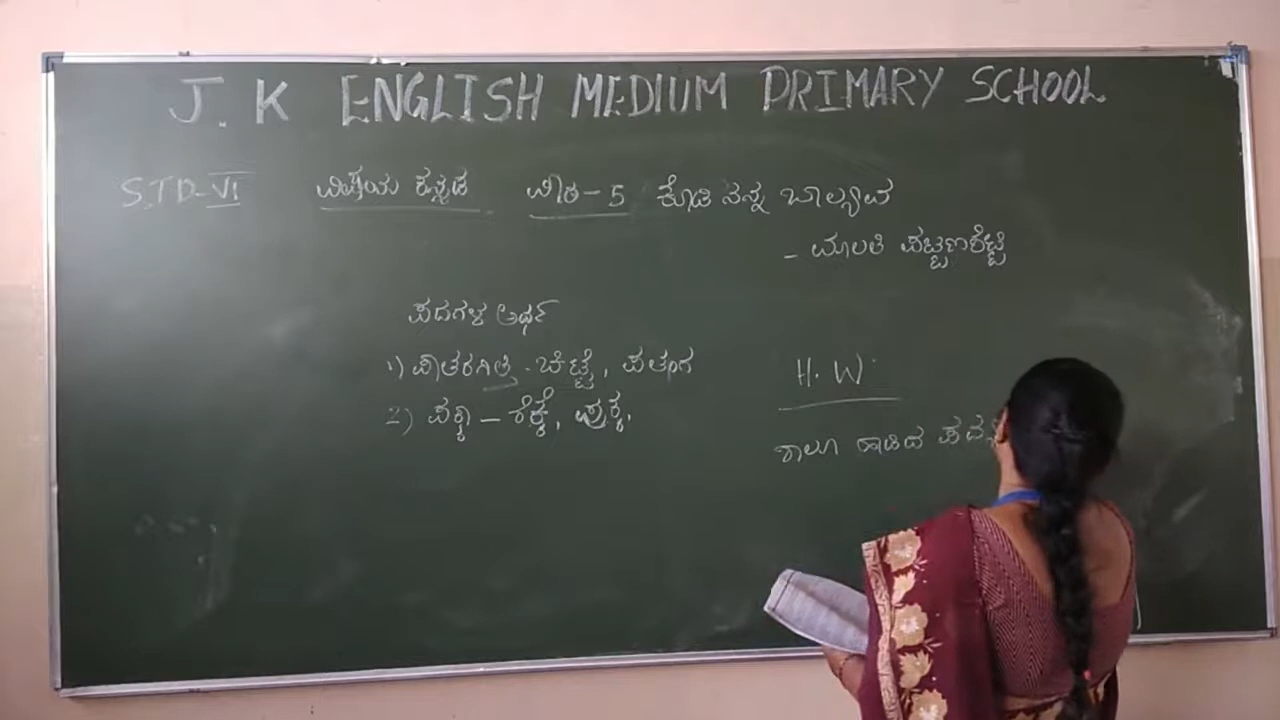 J. K ENGLISH MEDIUM PRIMARY SCHOOL
STD-VI ವಿಷಯ ಕನ್ನಡ ಪಾಠ-5 ಕೊಡಿ ನನ್ನ ಬಾಲ್ಯವ
- ಮಾಲತಿ ಪಟ್ಟಣಶೆಟ್ಟಿ
ಪದಗಳ ಅರ್ಥ
1) ಪಾತರಗಿತ್ತಿ - ಚಿಟ್ಟೆ, ಪತಂಗ
2) ಪಕ್ಕಾ - ರೆಕ್ಕೆ, ಪುಕ್ಕ.
H. W
ಶಾಲೂ ಹಾಡಿದ